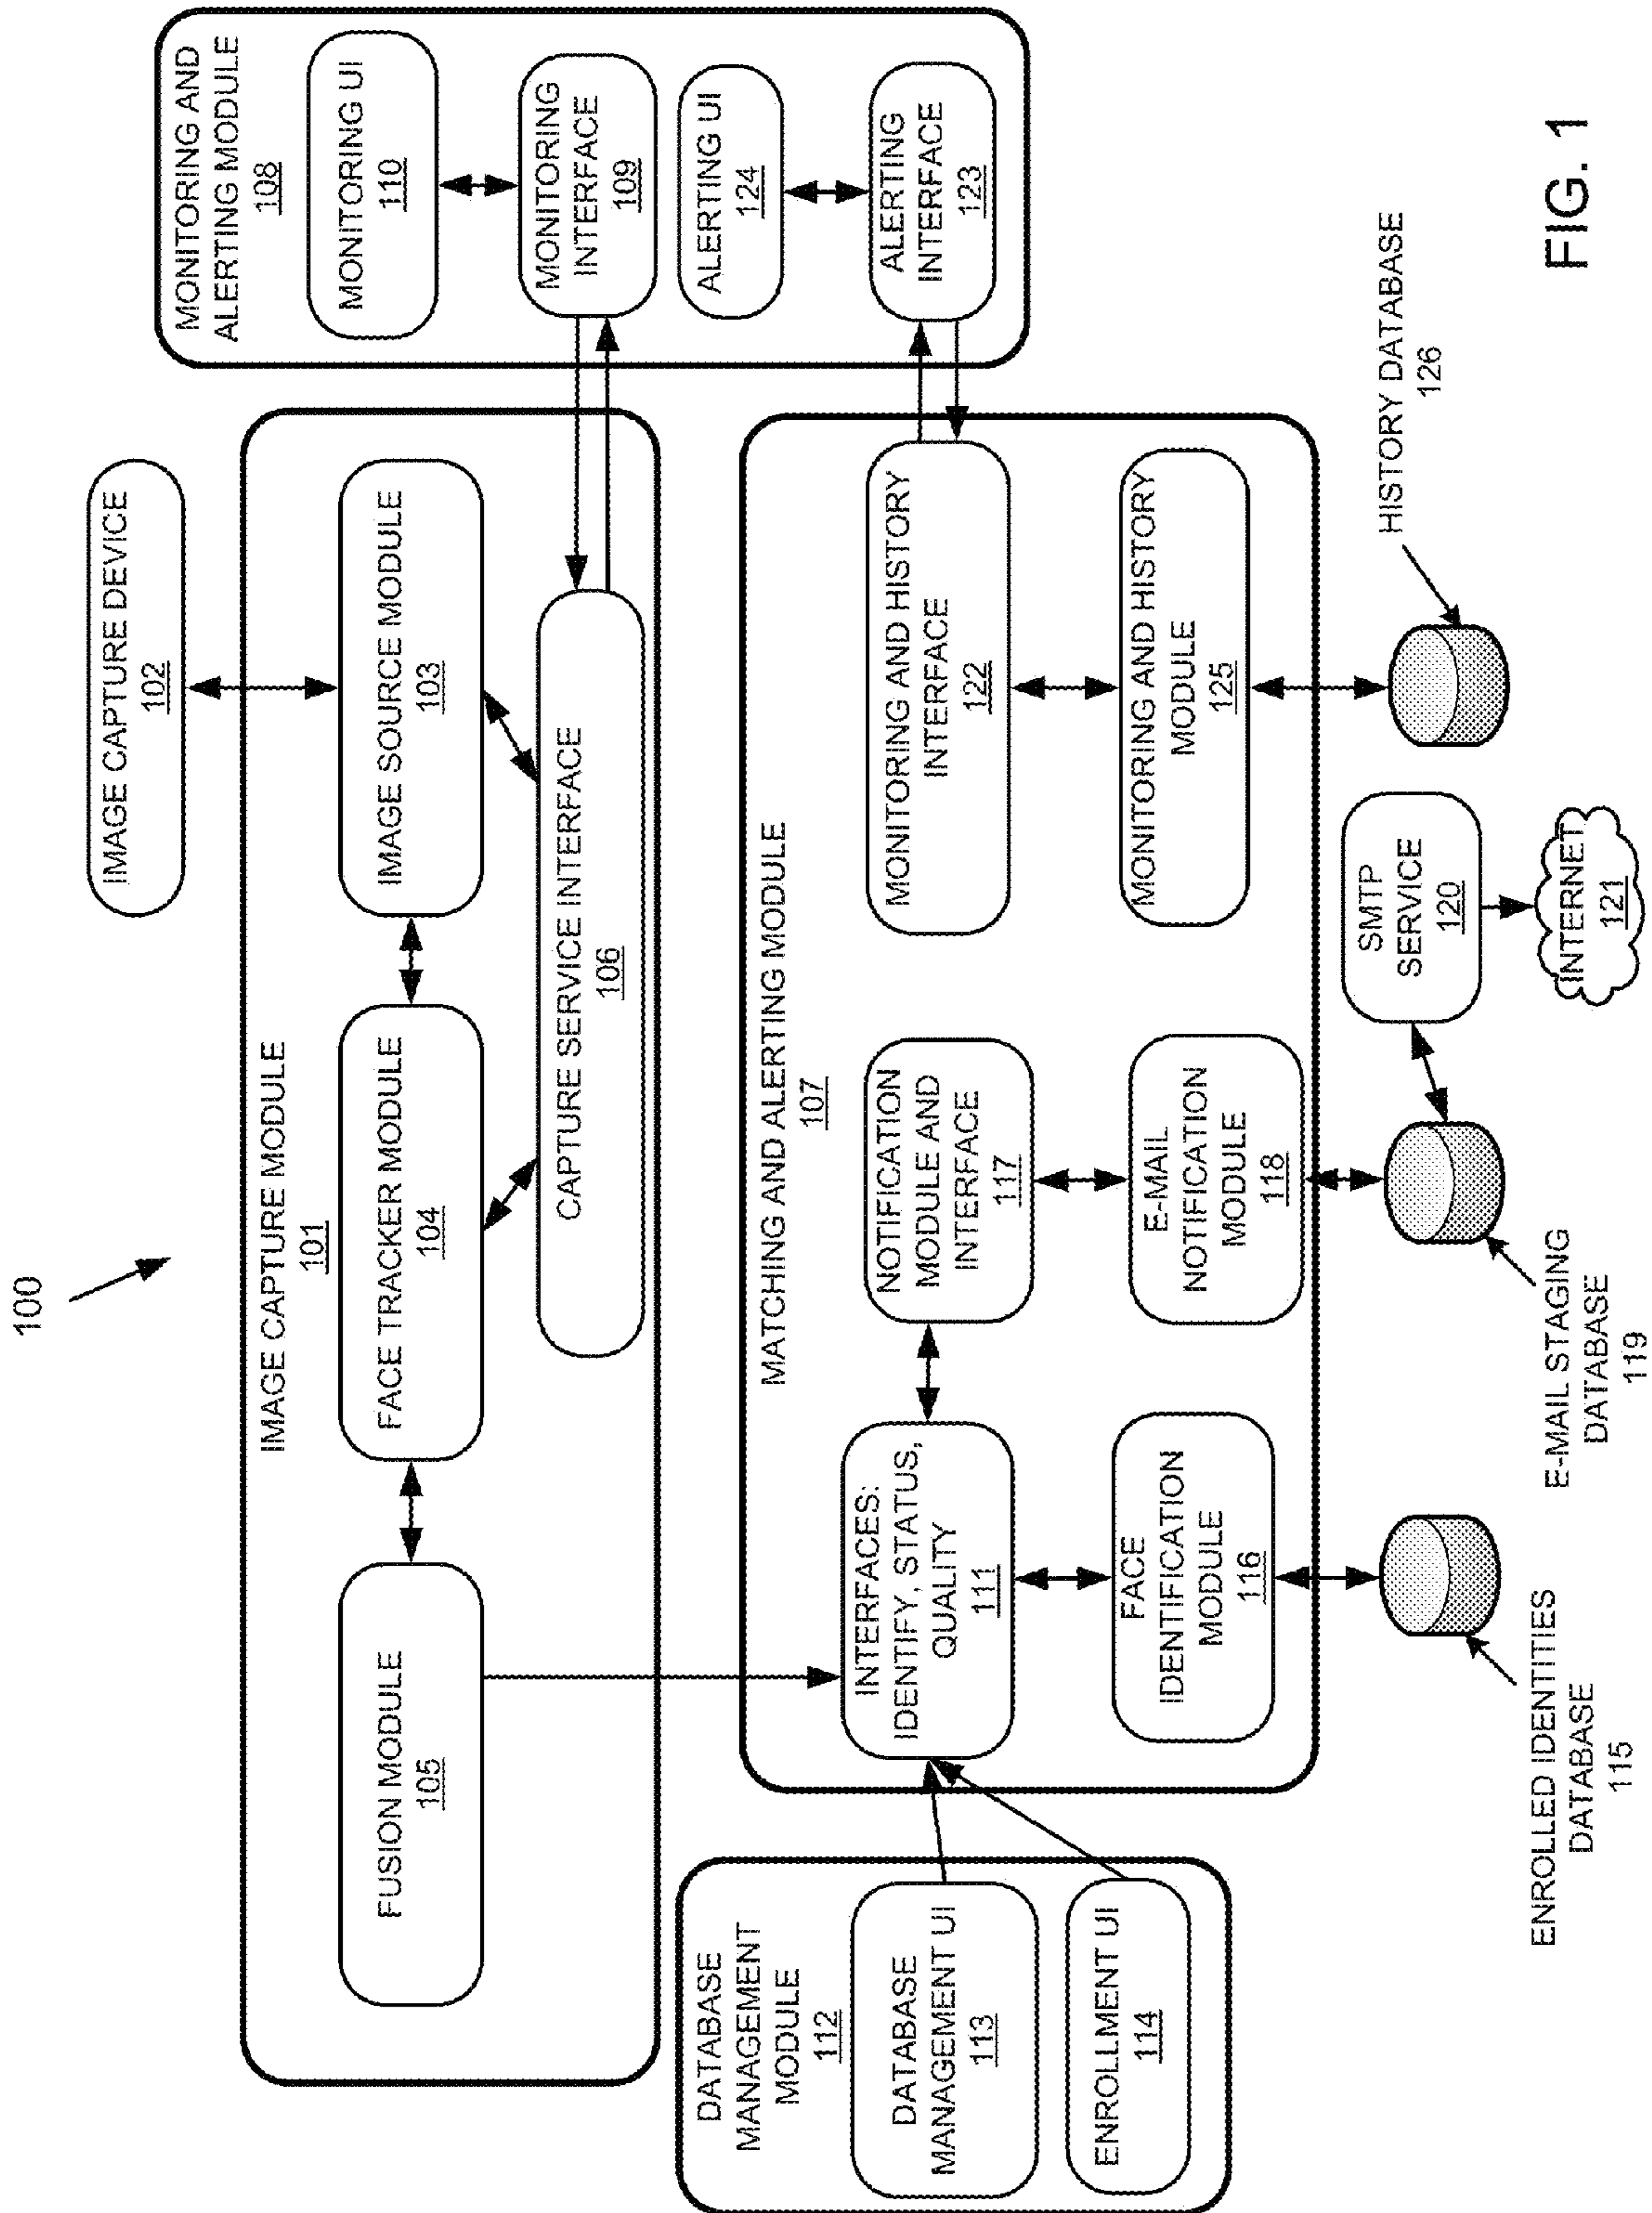 100
IMAGE CAPTURE DEVICE
102
IMAGE CAPTURE MODULE
101
FUSION MODULE
105
FACE TRACKER MODULE
104
IMAGE SOURCE MODULE
103
CAPTURE SERVICE INTERFACE
106
MONITORING AND
ALERTING MODULE
108
MONITORING UI
110
MONITORING
INTERFACE
109
ALERTING UI
124
ALERTING
INTERFACE
123
DATABASE
MANAGEMENT
MODULE
112
DATABASE
MANAGEMENT UI
113
ENROLLMENT UI
114
MATCHING AND ALERTING MODULE
107
INTERFACES:
IDENTIFY, STATUS,
QUALITY
111
NOTIFICATION
MODULE AND
INTERFACE
117
MONITORING AND HISTORY
INTERFACE
122
FACE
IDENTIFICATION
MODULE
116
E-MAIL
NOTIFICATION
MODULE
118
MONITORING AND HISTORY
MODULE
125
ENROLLED IDENTITIES
DATABASE
115
E-MAIL STAGING
DATABASE
119
SMTP
SERVICE
120
INTERNET
121
HISTORY DATABASE
126
FIG. 1